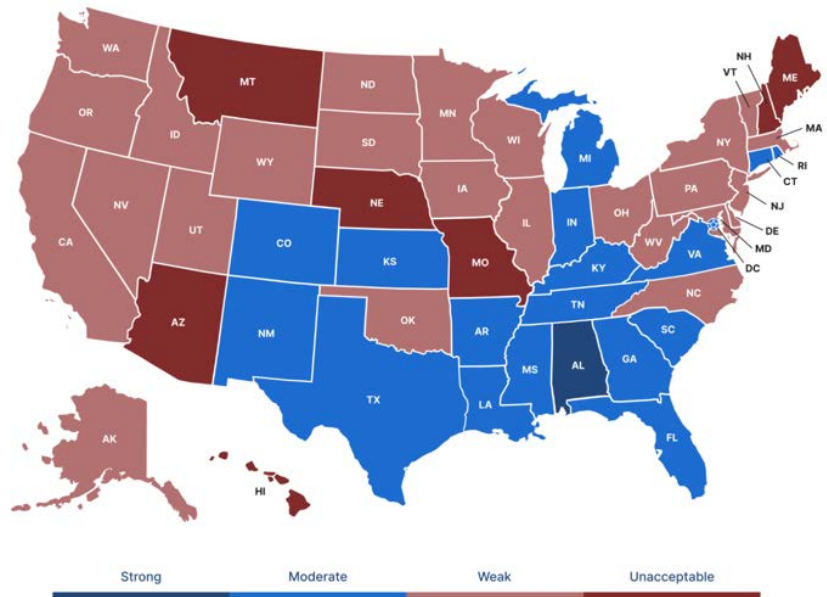 WA
MT
ND
MN
OR
ID
SD
WI
WY
MI
NH
VT
ME
NY
MA
RI
CT
NV
UT
CA
CO
NE
IA
IL
IN
OH
PA
NJ
DE
MD
DC
WV
VA
KS
MO
KY
NC
AZ
NM
OK
AR
TN
SC
TX
LA
MS
AL
GA
FL
AK
HI
Strong Moderate Weak Unacceptable